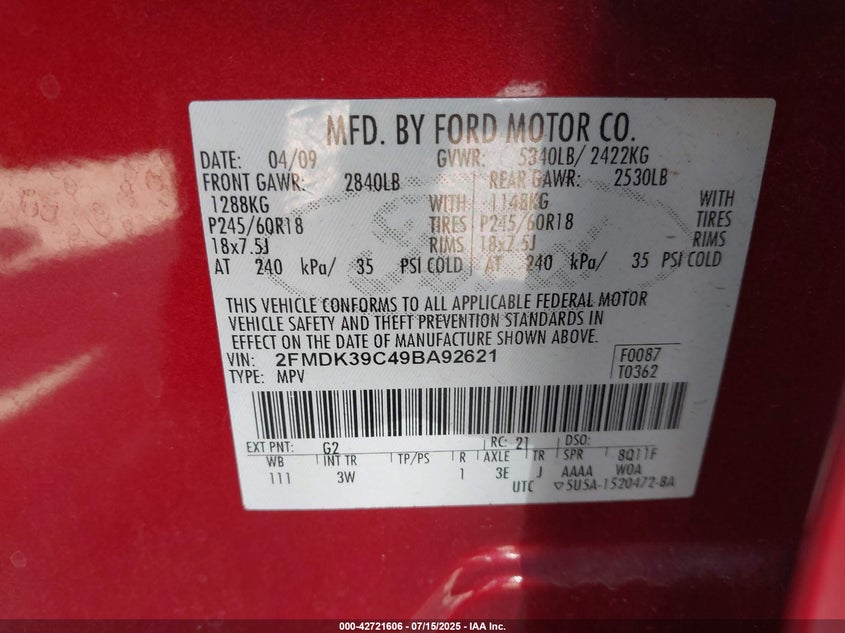 MFD. BY FORD MOTOR CO.
DATE: 04/09 GVWR: 5340LB/ 2422KG
FRONT GAWR: 2840LB REAR GAWR: 2530LB
1288KG WITH 1148KG WITH
P245/60R18 TIRES P245/60R18 TIRES
18x7.5J RIMS 18x7.5J RIMS
AT 240 kPa/ 35 PSI COLD AT 240 kPa/ 35 PSI COLD
THIS VEHICLE CONFORMS TO ALL APPLICABLE FEDERAL MOTOR
VEHICLE SAFETY AND THEFT PREVENTION STANDARDS IN
EFFECT ON THE DATE OF MANUFACTURE SHOWN ABOVE.
VIN: 2FMDK39C49BA92621 F0087
TYPE: MPV T0362
EXT PNT: G2 RC: 21 DSO:
WB INT TR TP/PS R AXLE TR SPR 8Q11F
111 3W 1 3E J AAAA W0A
UTC ▽5U5A-1520472-BA
000-42721606 - 07/15/2025 - IAA Inc.